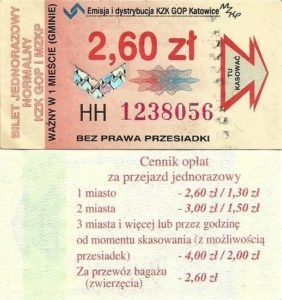 BILET JEDNORAZOWY
NORMALNY
KZK GOP i MZKP
WAŻNY W 1 MIEŚCIE (GMINIE)
Emisja i dystrybucja KZK GOP Katowice
2,60 zł
TU
KASOWAĆ
HH 1238056
BEZ PRAWA PRZESIADKI
Cennik opłat
za przejazd jednorazowy
1 miasto - 2,60 zł / 1,30 zł
2 miasta - 3,00 zł / 1,50 zł
3 miasta i więcej lub przez godzinę
od momentu skasowania (z możliwością
przesiadek) - 4,00 zł / 2,00 zł
Za przewóz bagażu
(zwierzęcia) - 2,60 zł